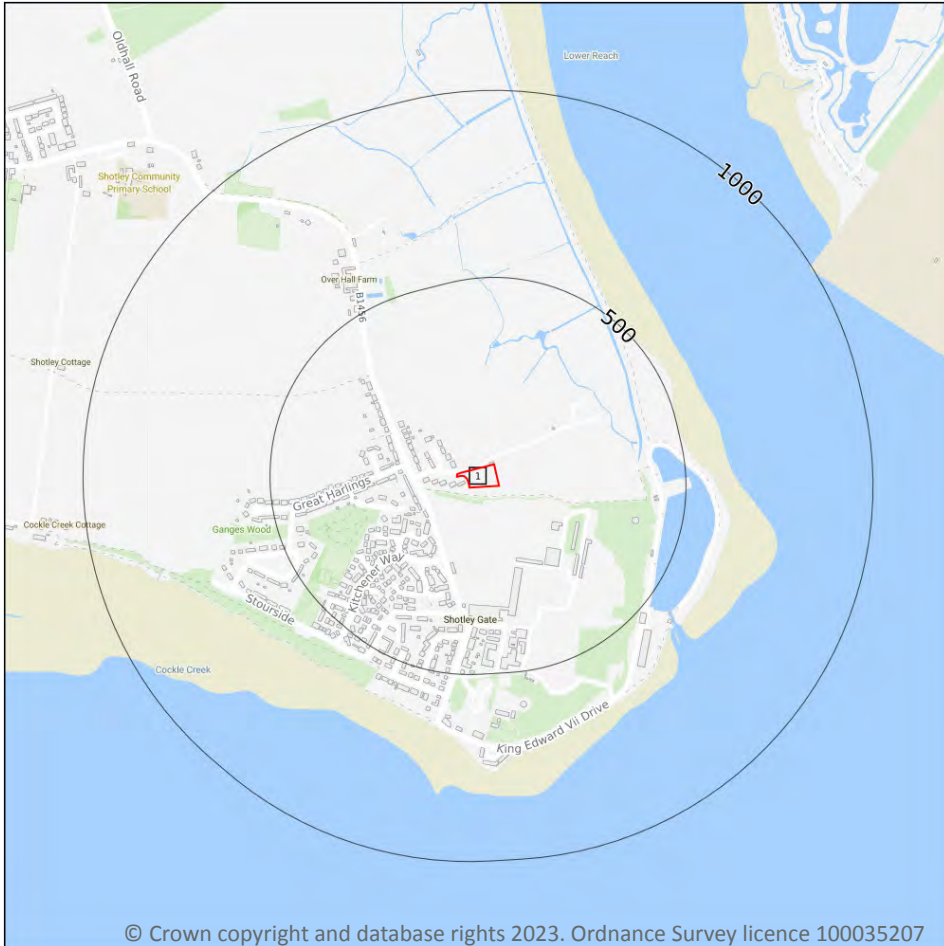 Oldhall Road
Lower Reach
Shotley Community
Primary School
1000
Over Hall Farm
B1456
500
Shotley Cottage
1
Great Harlings
Ganges Wood
Cockle Creek Cottage
Kitchener Way
Stourside
Shotley Gate
Cockle Creek
King Edward Vii Drive
© Crown copyright and database rights 2023. Ordnance Survey licence 100035207